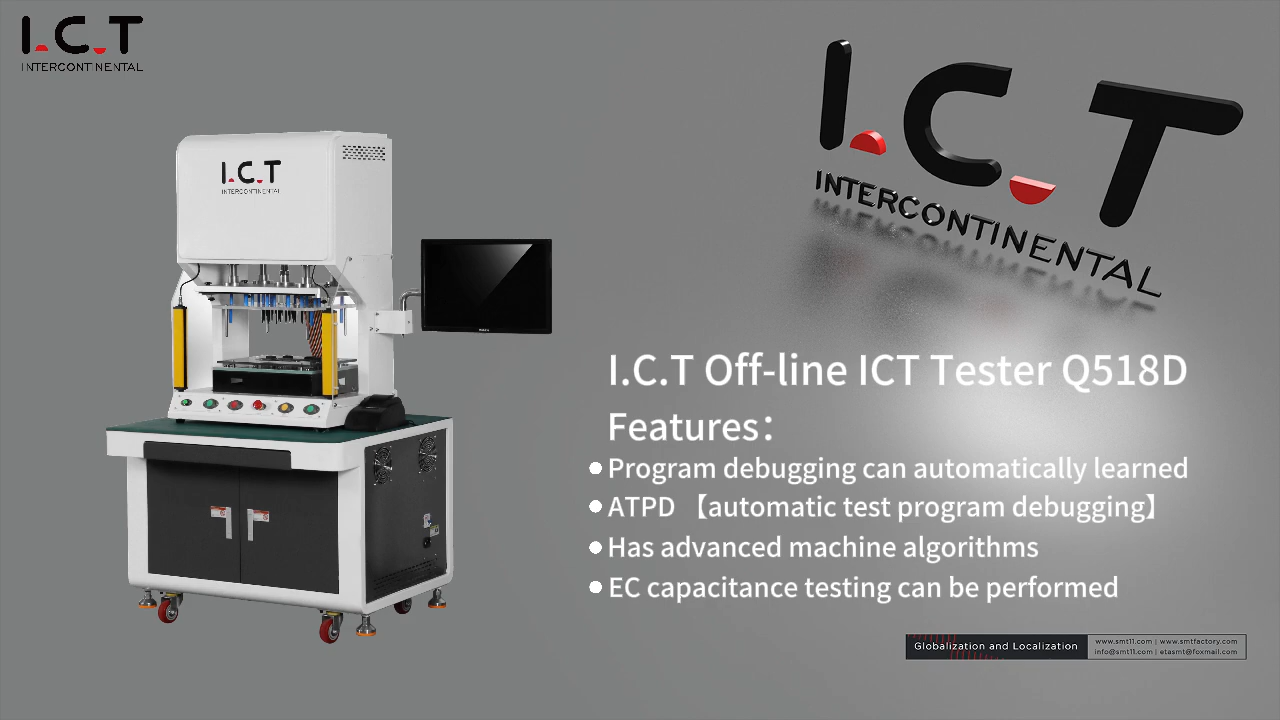 I.C.T
INTERCONTINENTAL
I.C.T
INTERCONTINENTAL
I.C.T
INTERCONTINENTAL
I.C.T Off-line ICT Tester Q518D
Features：
Program debugging can automatically learned
ATPD 【automatic test program debugging】
Has advanced machine algorithms
EC capacitance testing can be performed
Globalization and Localization
www.smt11.com | www.smtfactory.com
info@smt11.com | etasmt@foxmail.com